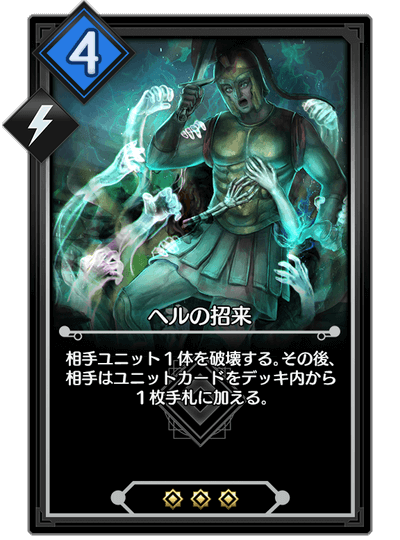 4
ヘルの招来
相手ユニット１体を破壊する。その後、
相手はユニットカードをデッキ内から
１枚手札に加える。